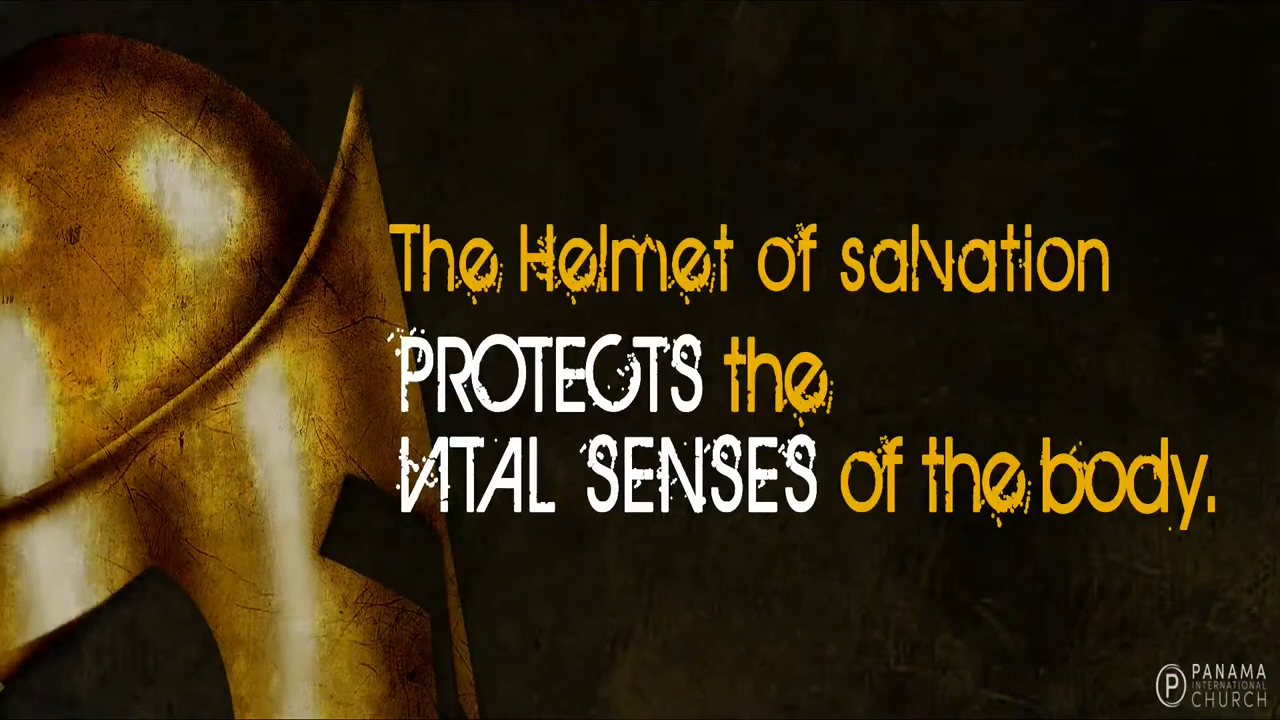 The Helmet of salvation
PROTECTS the
VITAL SENSES of the body.
PANAMA
INTERNATIONAL
CHURCH